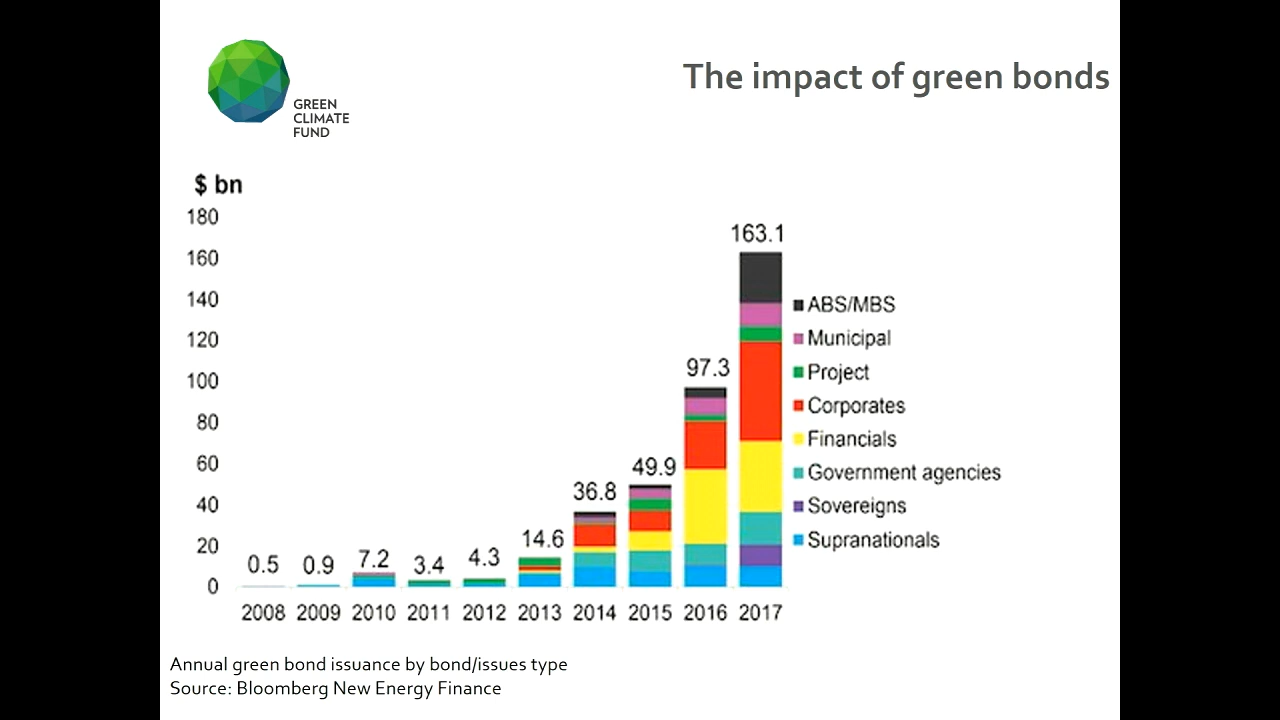 GREEN
CLIMATE
FUND
The impact of green bonds
$ bn
180
160
140
120
100
80
60
40
20
0
0.5
0.9
7.2
3.4
4.3
14.6
36.8
49.9
97.3
163.1
2008 2009 2010 2011 2012 2013 2014 2015 2016 2017
ABS/MBS
Municipal
Project
Corporates
Financials
Government agencies
Sovereigns
Supranationals
Annual green bond issuance by bond/issues type
Source: Bloomberg New Energy Finance